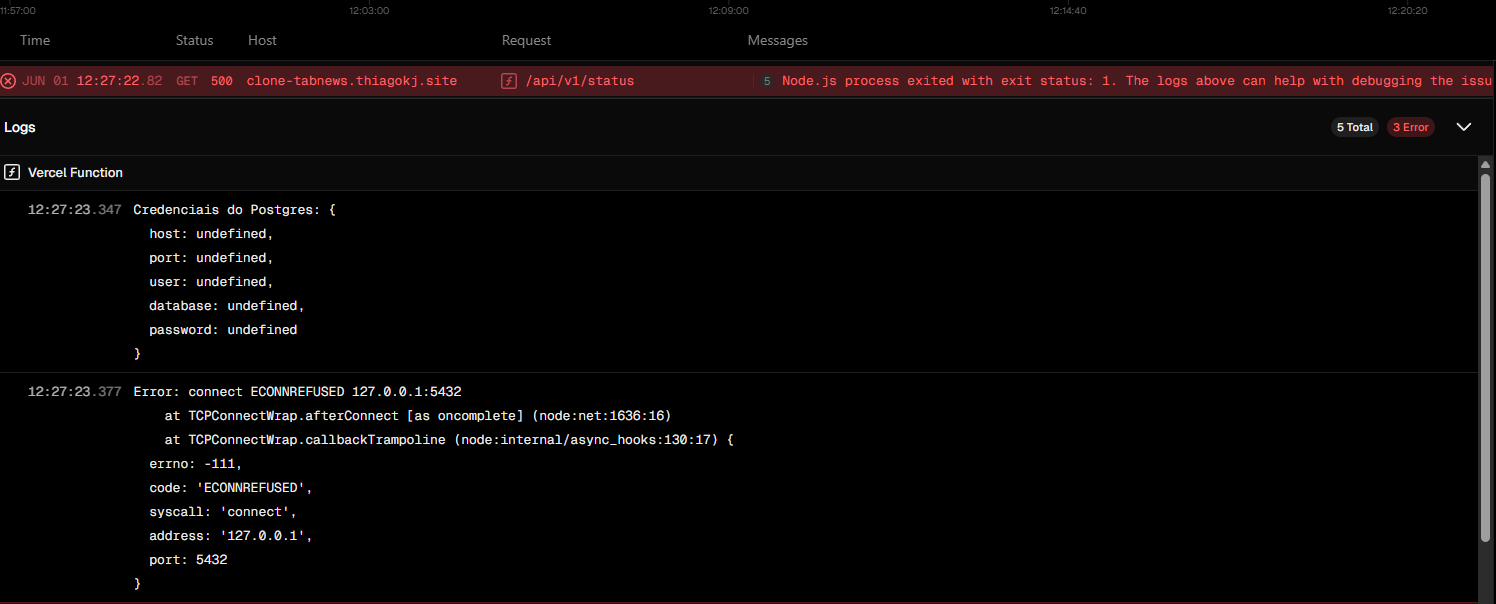 11:57:00 12:03:00 12:09:00 12:14:40 12:20:20
Time Status Host Request Messages
JUN 01 12:27:22.82 GET 500 clone-tabnews.thiagokj.site /api/v1/status 5 Node.js process exited with exit status: 1. The logs above can help with debugging the issu
Logs 5 Total 3 Error
Vercel Function
12:27:23.347 Credenciais do Postgres: {
host: undefined,
port: undefined,
user: undefined,
database: undefined,
password: undefined
}
12:27:23.377 Error: connect ECONNREFUSED 127.0.0.1:5432
at TCPConnectWrap.afterConnect [as oncomplete] (node:net:1636:16)
at TCPConnectWrap.callbackTrampoline (node:internal/async_hooks:130:17) {
errno: -111,
code: 'ECONNREFUSED',
syscall: 'connect',
address: '127.0.0.1',
port: 5432
}